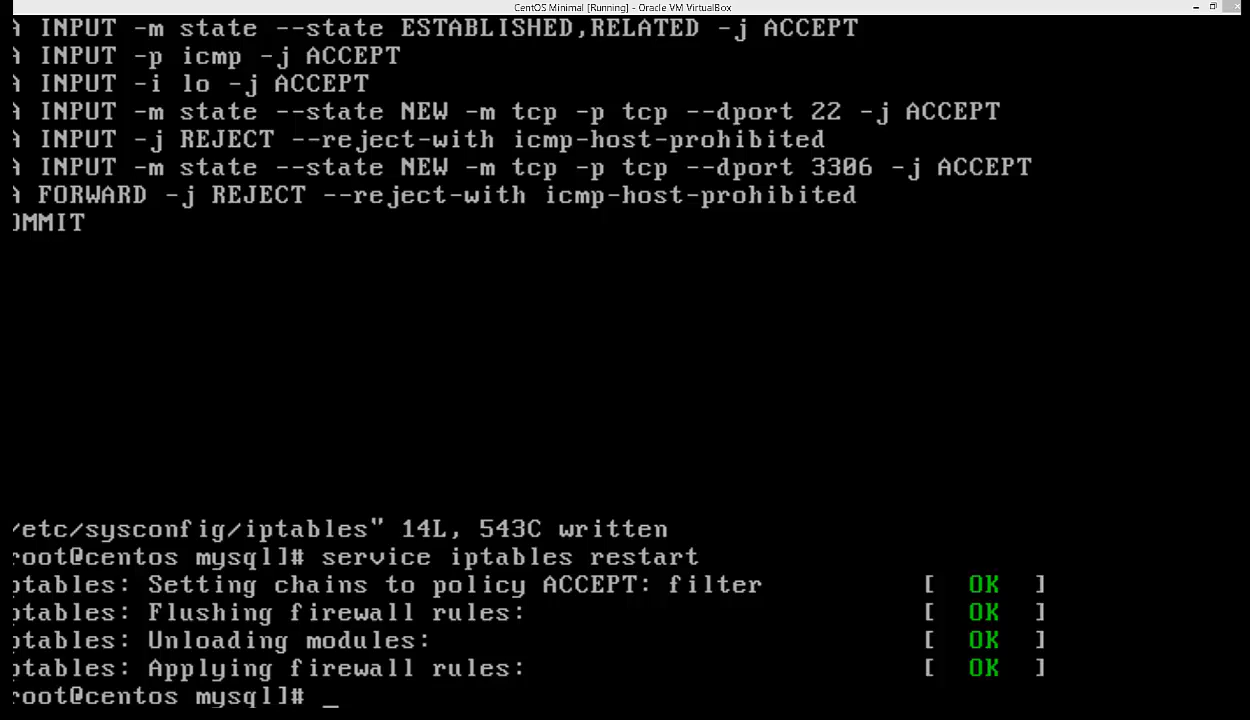 CentOS Minimal [Running] - Oracle VM VirtualBox
A INPUT -m state --state ESTABLISHED,RELATED -j ACCEPT
A INPUT -p icmp -j ACCEPT
A INPUT -i lo -j ACCEPT
A INPUT -m state --state NEW -m tcp -p tcp --dport 22 -j ACCEPT
A INPUT -j REJECT --reject-with icmp-host-prohibited
A INPUT -m state --state NEW -m tcp -p tcp --dport 3306 -j ACCEPT
A FORWARD -j REJECT --reject-with icmp-host-prohibited
OMMIT
/etc/sysconfig/iptables" 14L, 543C written
root@centos mysql]# service iptables restart
ptables: Setting chains to policy ACCEPT: filter [ OK ]
ptables: Flushing firewall rules: [ OK ]
ptables: Unloading modules: [ OK ]
ptables: Applying firewall rules: [ OK ]
root@centos mysql]# _